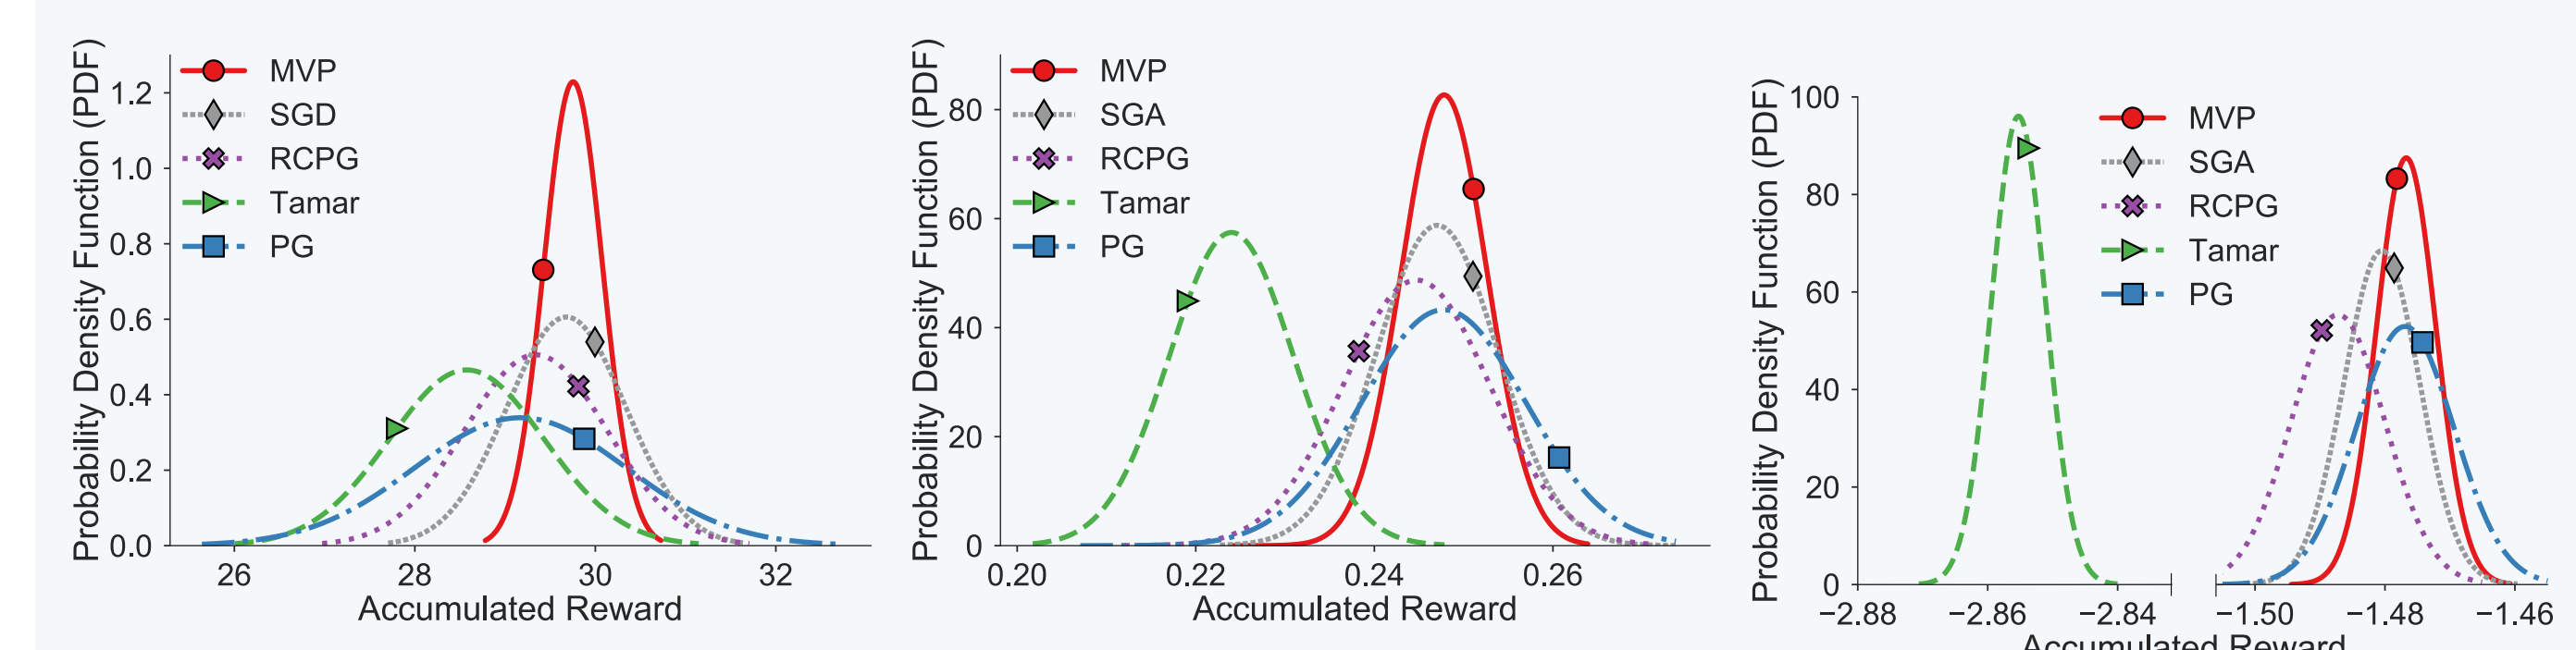 Probability Density Function (PDF)
1.2
1.0
0.8
0.6
0.4
0.2
0.0
MVP
SGD
RCPG
Tamar
PG
26 28 30 32
Accumulated Reward
Probability Density Function (PDF)
80
60
40
20
0
MVP
SGA
RCPG
Tamar
PG
0.20 0.22 0.24 0.26
Accumulated Reward
Probability Density Function (PDF)
100
80
60
40
20
0
MVP
SGA
RCPG
Tamar
PG
−2.88 −2.86 −2.84 −1.50 −1.48 −1.46
Accumulated Reward